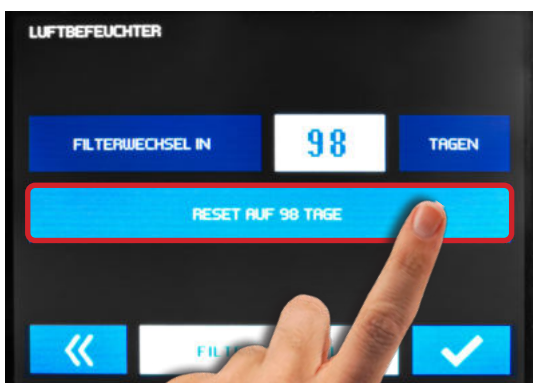 LUFTBEFEUCHTER
FILTERWECHSEL IN 98 TAGEN
RESET AUF 98 TAGE